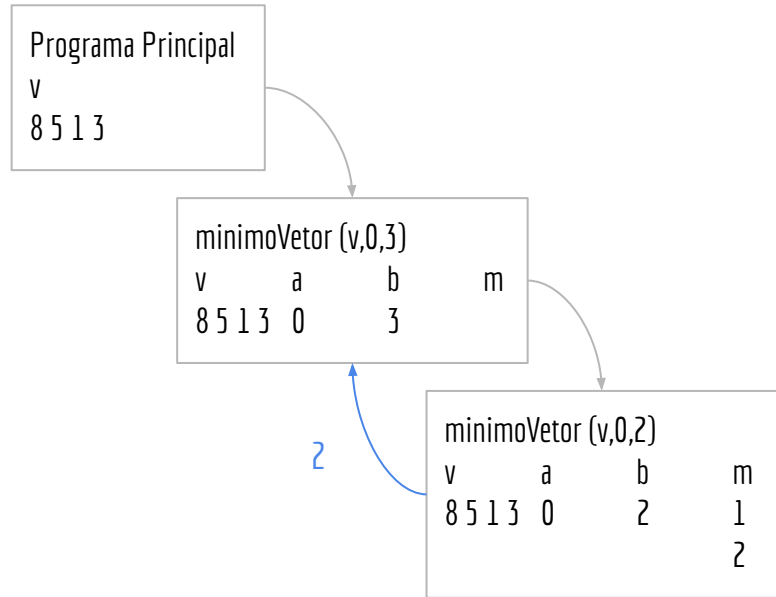 Programa Principal
v
8 5 1 3
minimoVetor (v,0,3)
v a b m
8 5 1 3 0 3
2
minimoVetor (v,0,2)
v a b m
8 5 1 3 0 2 1
2